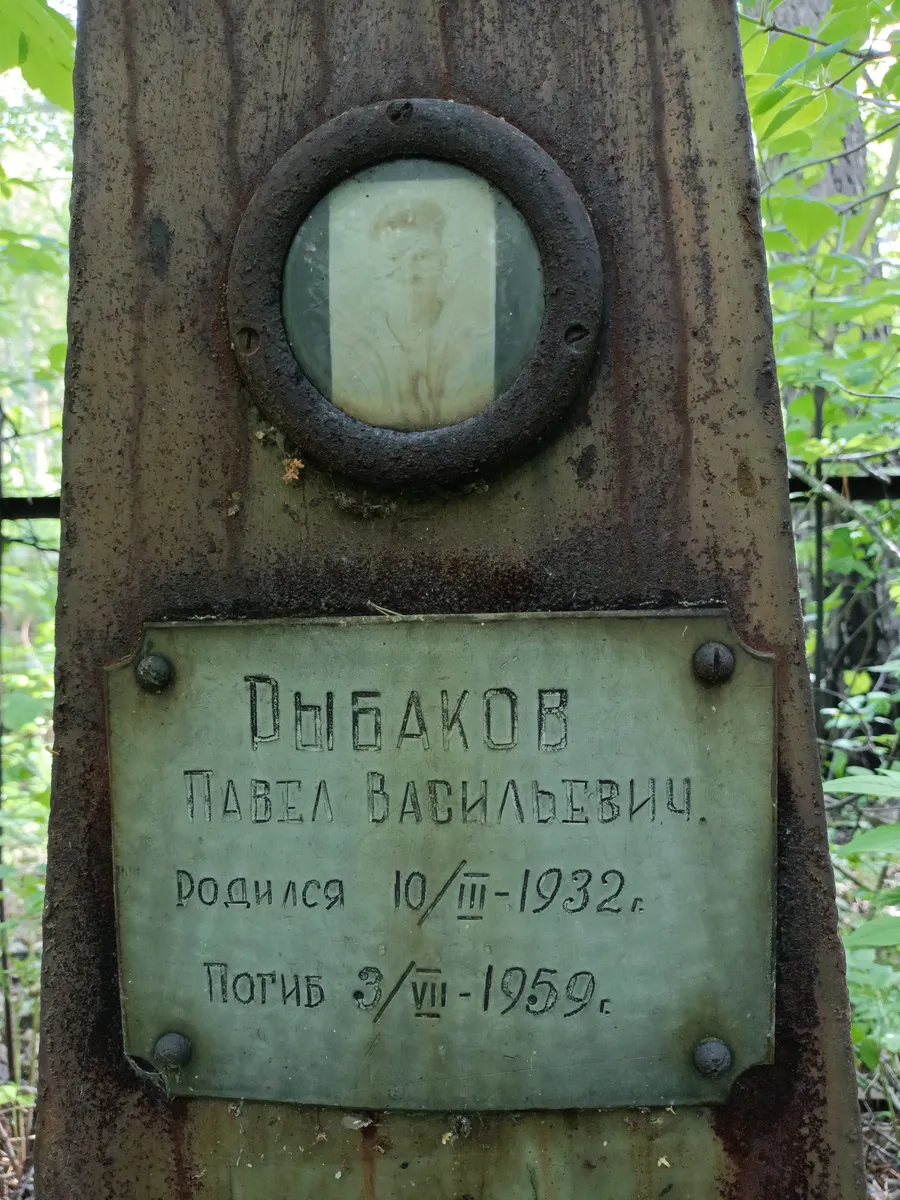 Рыбаков
Павел Васильевич.
Родился 10/III-1932г.
Погиб 3/VII-1959г.